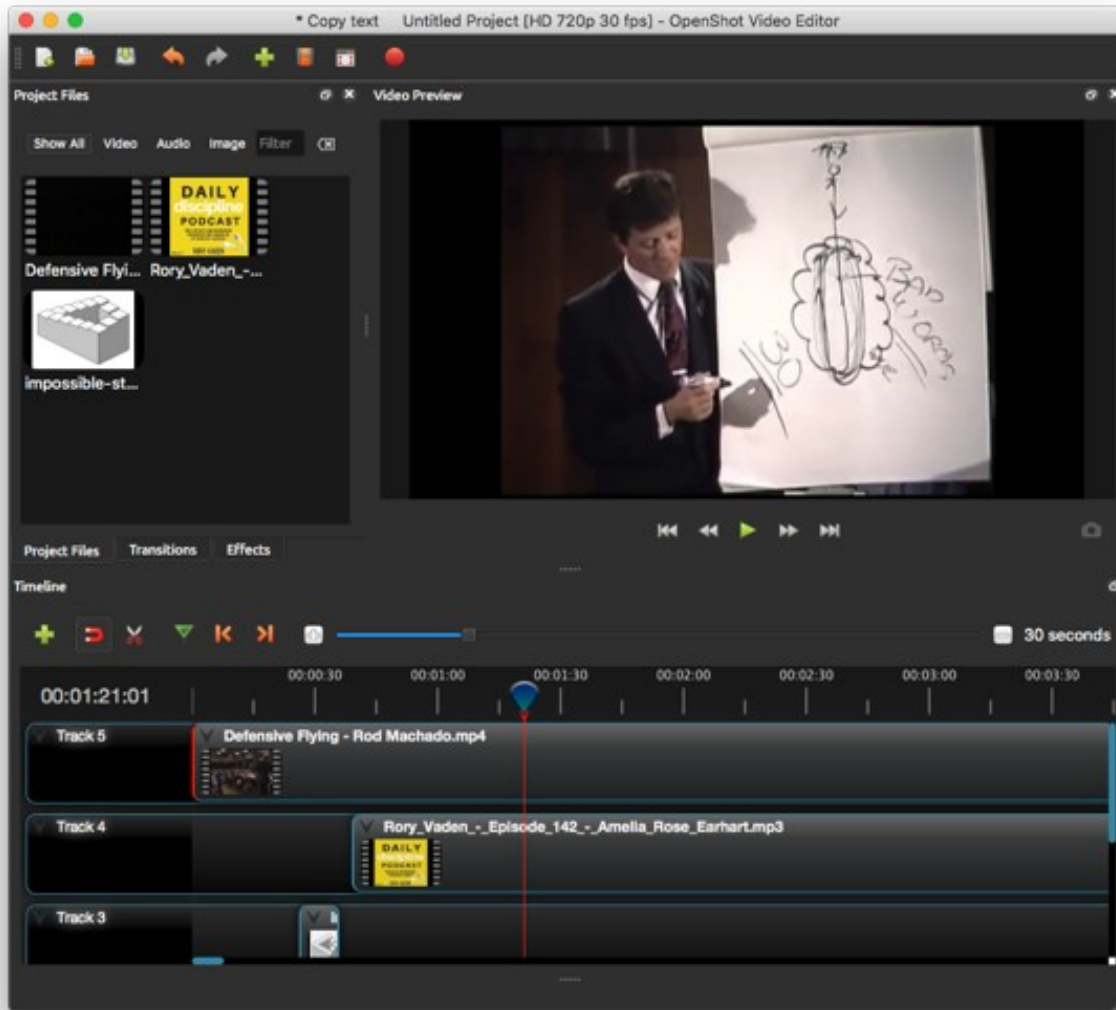 * Copy text Untitled Project [HD 720p 30 fps] - OpenShot Video Editor
Project Files
Video Preview
Show All Video Audio Image Filter
DAILY
discipline
PODCAST
Defensive Flyi... Rory_Vaden_-...
impossible-st...
BAD
WORDS
Project Files Transitions Effects
Timeline
30 seconds
00:01:21:01
00:00:30 00:01:00 00:01:30 00:02:00 00:02:30 00:03:00 00:03:30
Track 5
Defensive Flying - Rod Machado.mp4
Track 4
Rory_Vaden_-_Episode_142_-_Amelia_Rose_Earhart.mp3
DAILY
discipline
PODCAST
Track 3